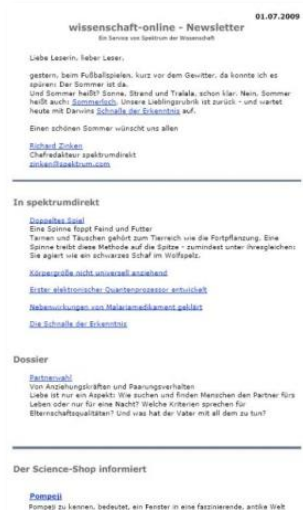 01.07.2009
wissenschaft-online - Newsletter
Ein Service von Spektrum der Wissenschaft
Liebe Leserin, lieber Leser,
gestern, beim Fußballspielen, kurz vor dem Gewitter, da konnte ich es
spüren: Der Sommer ist da.
Und Sommer heißt? Sonne, Strand und Tralala, schon klar. Nein, Sommer
heißt auch: Sommerloch. Unsere Lieblingsrubrik ist zurück - und wartet
heute mit Darwins Schnalle der Erkenntnis auf.
Einen schönen Sommer wünscht uns allen
Richard Zinken
Chefredakteur spektrumdirekt
zinken@spektrum.com
In spektrumdirekt
Doppeltes Spiel
Eine Spinne foppt Feind und Futter
Tarnen und Täuschen gehört zum Tierreich wie die Fortpflanzung. Eine
Spinne treibt diese Methode auf die Spitze - zumindest unter ihresgleichen:
Sie agiert wie ein schwarzes Schaf im Wolfspelz.
Körpergröße nicht universell anziehend
Erster elektronischer Quantenprozessor entwickelt
Nebenwirkungen von Malariamedikament geklärt
Die Schnalle der Erkenntnis
Dossier
Partnerwahl
Von Anziehungskräften und Paarungsverhalten
Liebe ist nur ein Aspekt: Wie suchen und finden Menschen den Partner fürs
Leben oder nur für eine Nacht? Welche Kriterien sprechen für
Elternschaftsqualitäten? Und was hat der Vater mit all dem zu tun?
Der Science-Shop informiert
Pompeji
Pompeji zu kennen, bedeutet, ein Fenster in eine faszinierende, antike Welt